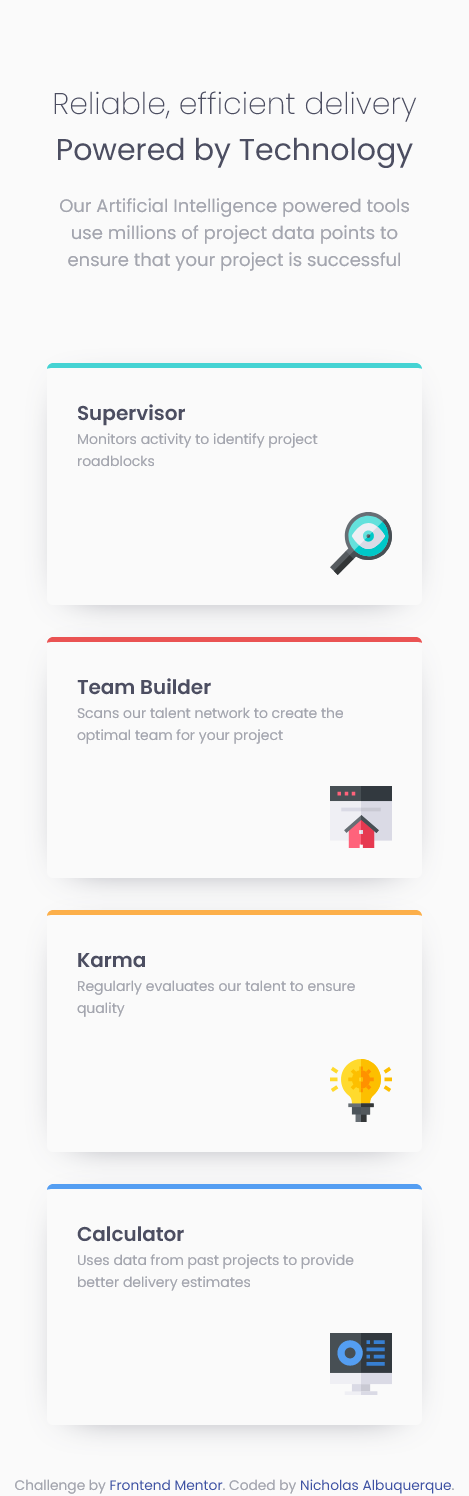 Reliable, efficient delivery
Powered by Technology
Our Artificial Intelligence powered tools
use millions of project data points to
ensure that your project is successful
Supervisor
Monitors activity to identify project
roadblocks
Team Builder
Scans our talent network to create the
optimal team for your project
Karma
Regularly evaluates our talent to ensure
quality
Calculator
Uses data from past projects to provide
better delivery estimates
Challenge by Frontend Mentor. Coded by Nicholas Albuquerque.